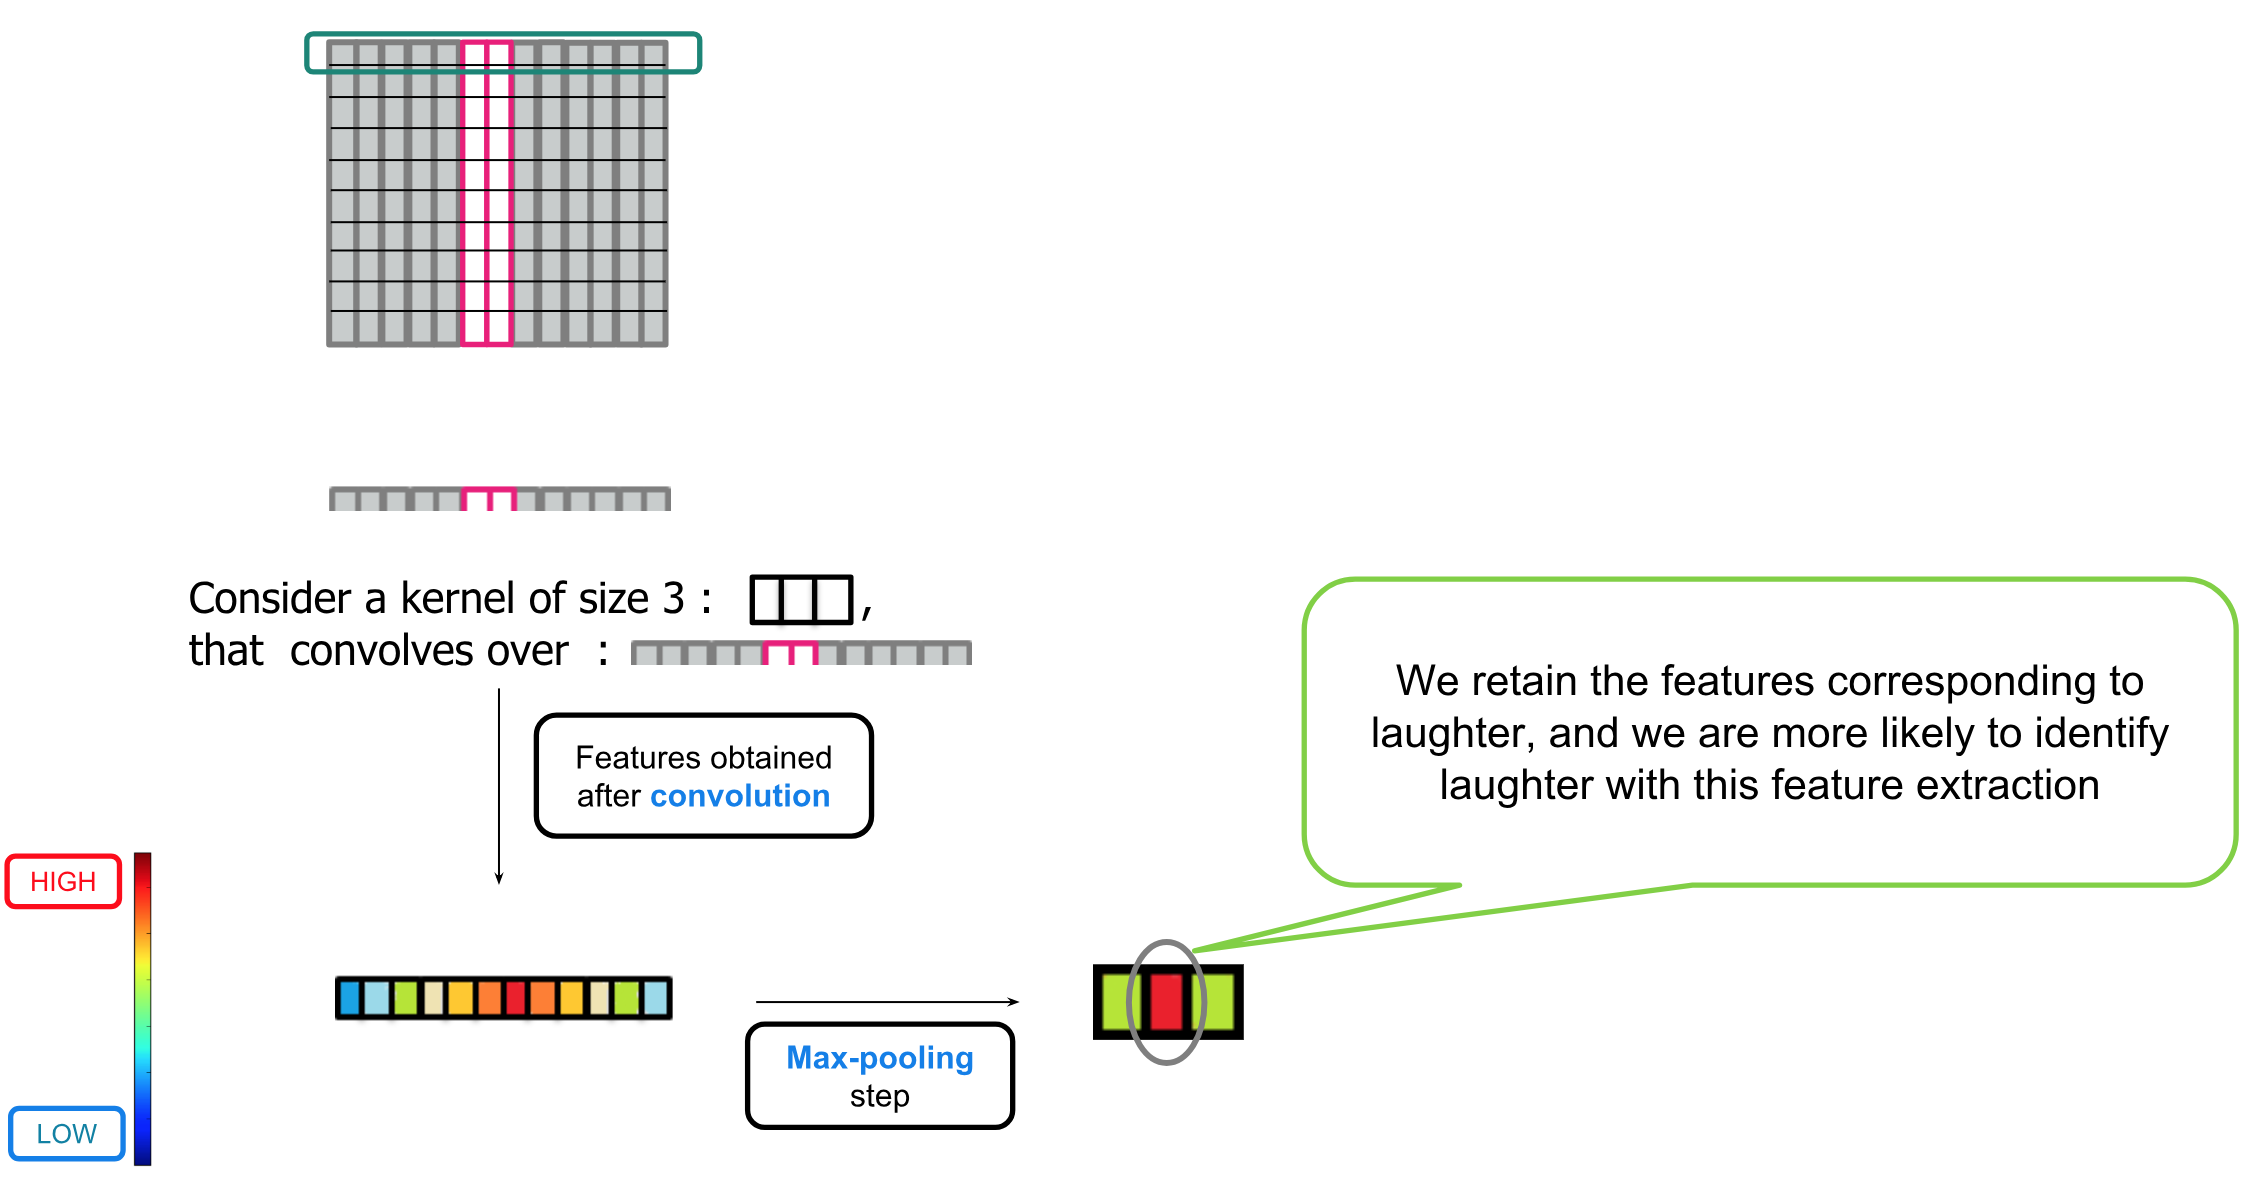 Consider a kernel of size 3 : ,
that convolves over :
We retain the features corresponding to
laughter, and we are more likely to identify
laughter with this feature extraction
Features obtained
after convolution
HIGH
LOW
Max-pooling
step